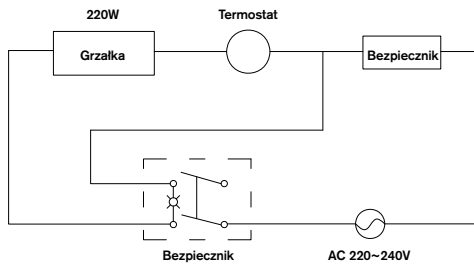 220W
Termostat
Grzałka
Bezpiecznik
Bezpiecznik
AC 220~240V